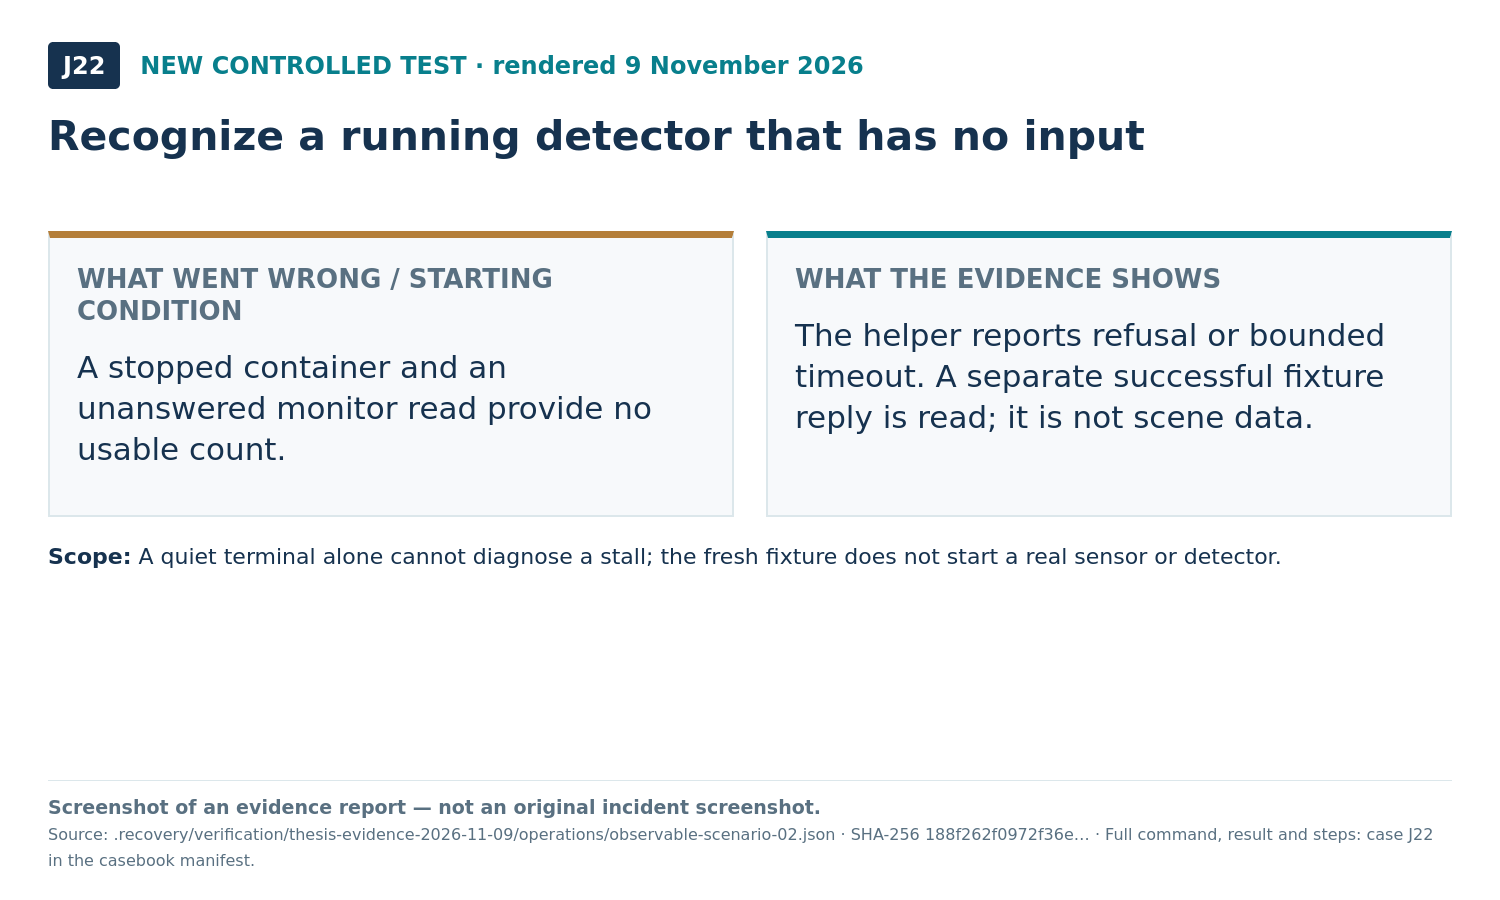 J22
NEW CONTROLLED TEST · rendered 9 November 2026
Recognize a running detector that has no input
WHAT WENT WRONG / STARTING
CONDITION
A stopped container and an
unanswered monitor read provide no
usable count.
WHAT THE EVIDENCE SHOWS
The helper reports refusal or bounded
timeout. A separate successful fixture
reply is read; it is not scene data.
Scope: A quiet terminal alone cannot diagnose a stall; the fresh fixture does not start a real sensor or detector.
Screenshot of an evidence report — not an original incident screenshot.
Source: .recovery/verification/thesis-evidence-2026-11-09/operations/observable-scenario-02.json · SHA-256 188f262f0972f36e… · Full command, result and steps: case J22
in the casebook manifest.